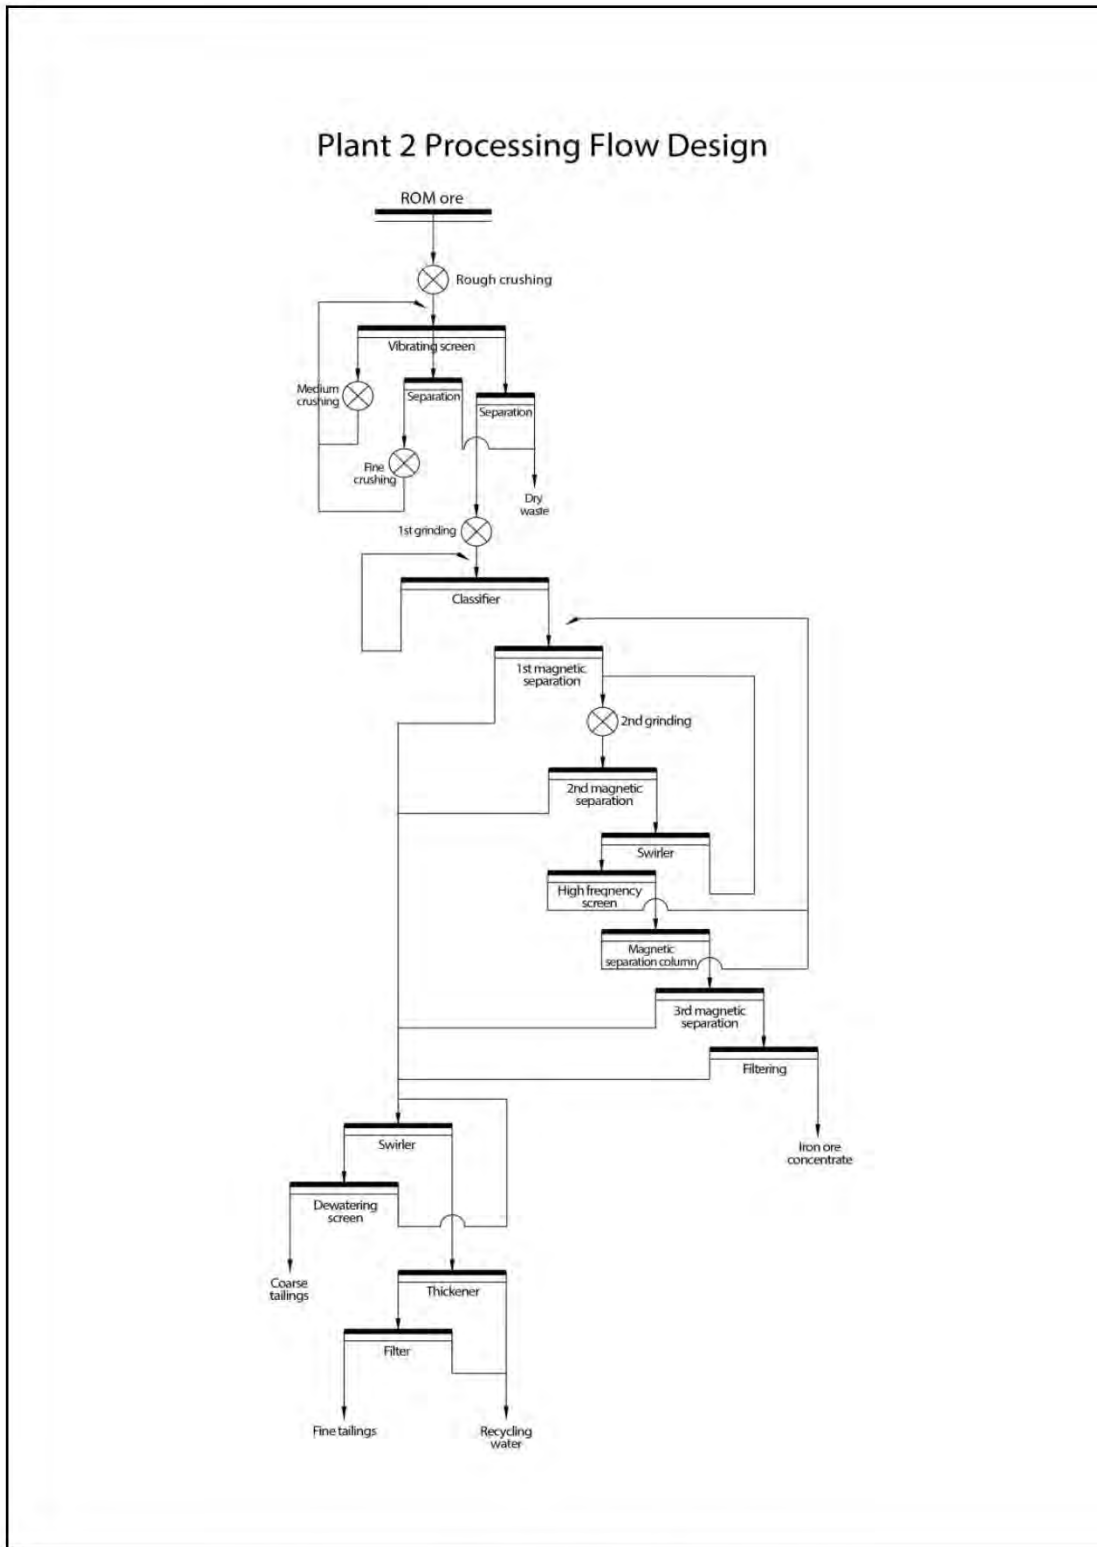 Plant 2 Processing Flow Design
ROM ore
Rough crushing
Vibrating screen
Medium
crushing
Separation
Separation
Fine
crushing
Dry
waste
1st grinding
Classifier
1st magnetic
separation
2nd grinding
2nd magnetic
separation
Swirler
High freqnency
screen
Magnetic
separation column
3rd magnetic
separation
Filtering
Iron ore
concentrate
Swirler
Dewatering
screen
Coarse
tailings
Thickener
Filter
Fine tailings
Recycling
water